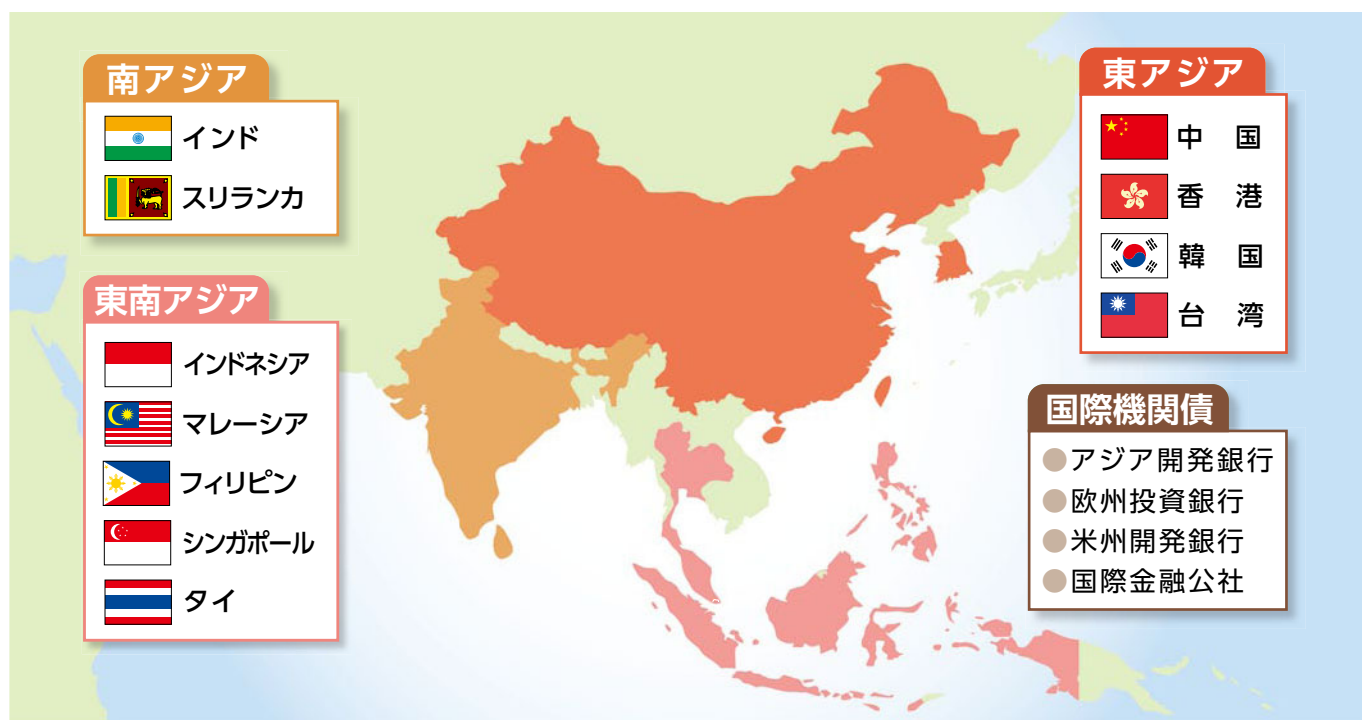 南アジア
インド
スリランカ
東南アジア
インドネシア
マレーシア
フィリピン
シンガポール
タイ
東アジア
中 国
香 港
韓 国
台 湾
国際機関債
●アジア開発銀行
●欧州投資銀行
●米州開発銀行
●国際金融公社